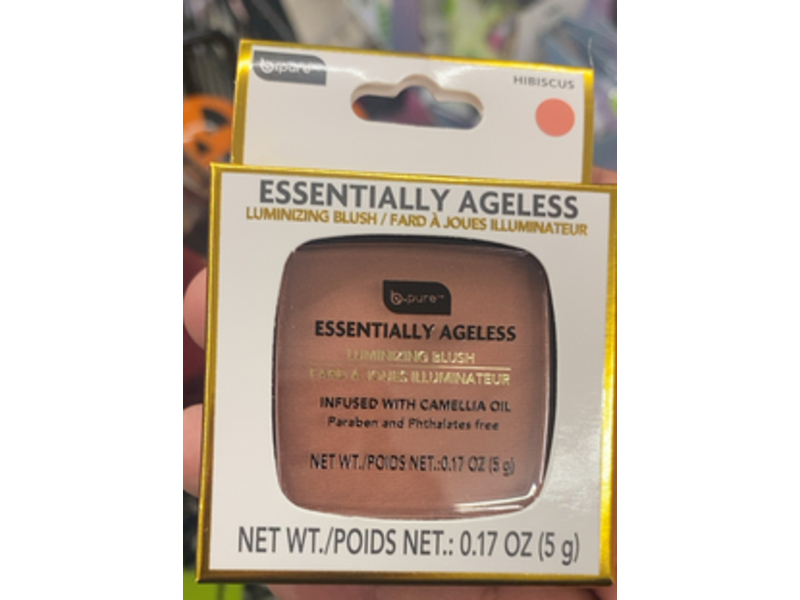 b.pure™
HIBISCUS
ESSENTIALLY AGELESS
LUMINIZING BLUSH / FARD À JOUES ILLUMINATEUR
b.pure™
ESSENTIALLY AGELESS
LUMINIZING BLUSH
FARD À JOUES ILLUMINATEUR
INFUSED WITH CAMELLIA OIL
Paraben and Phthalates free
NET WT./POIDS NET.:0.17 OZ (5 g)
NET WT./POIDS NET.: 0.17 OZ (5 g)